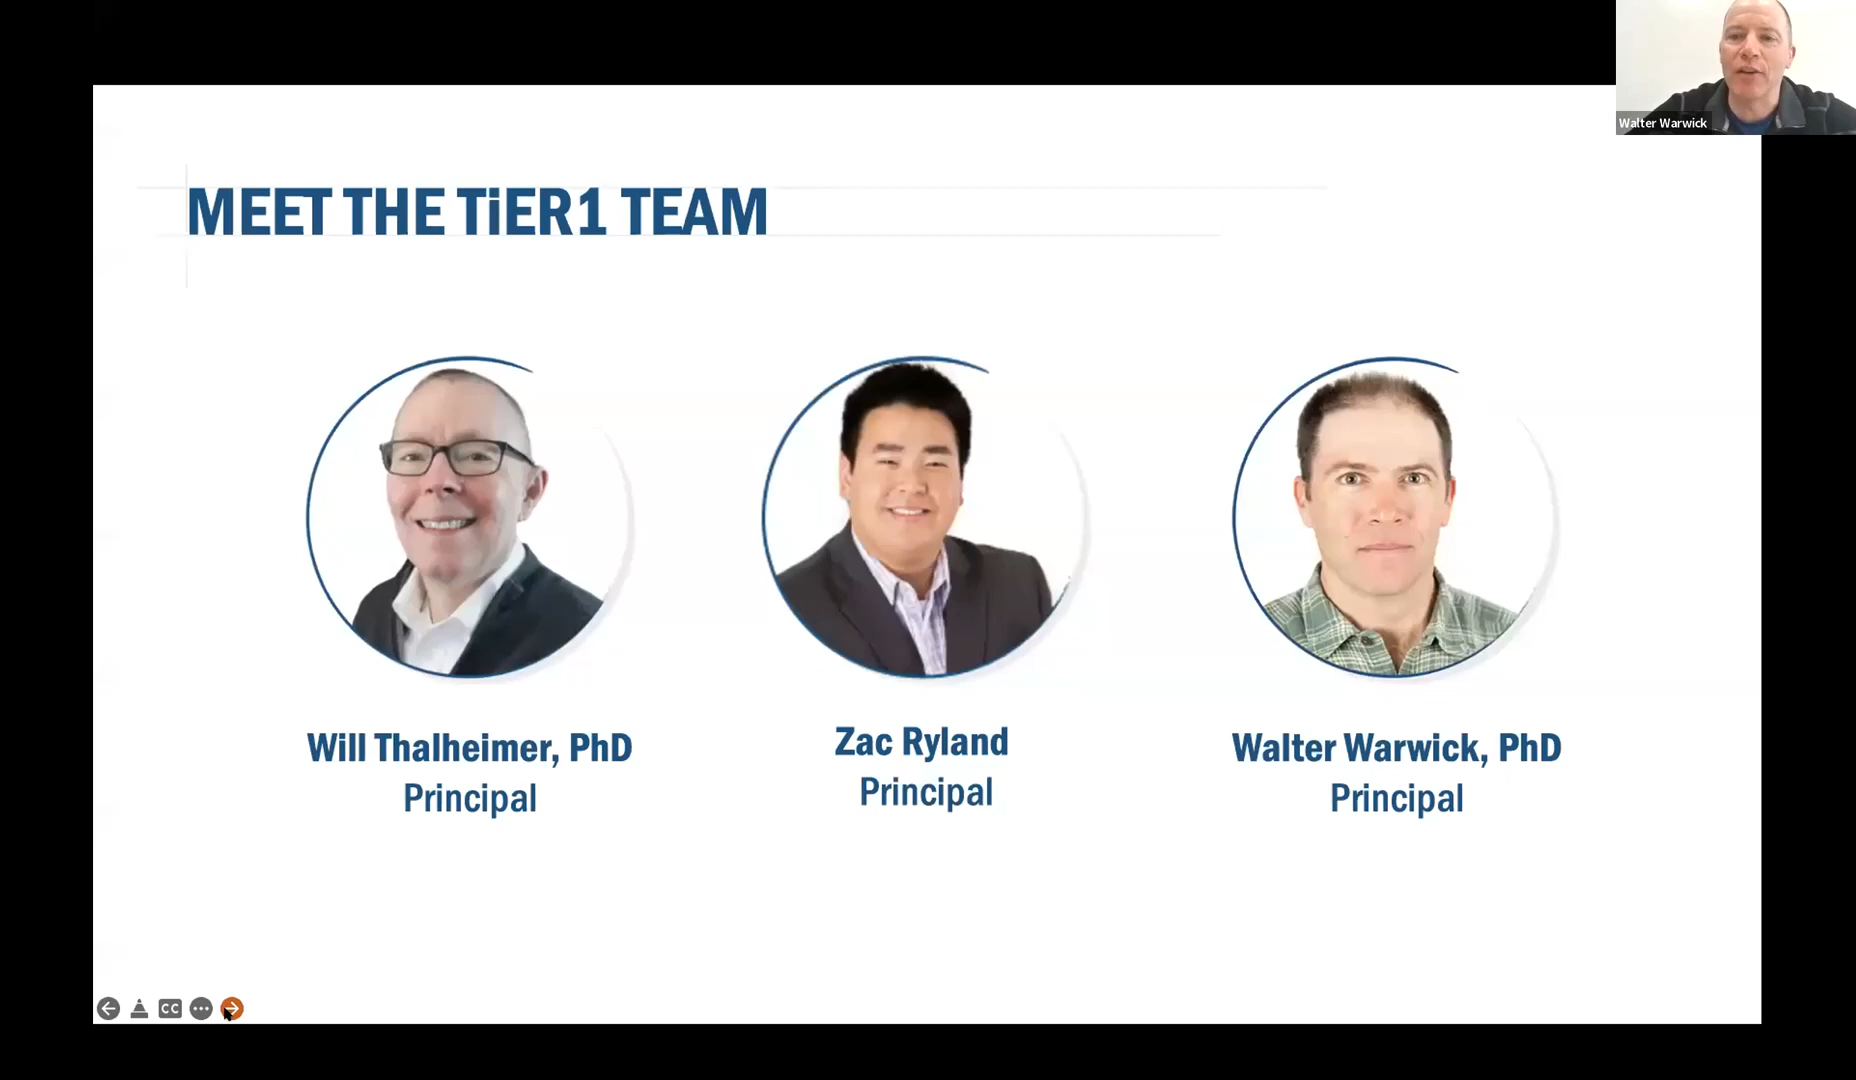 Walter Warwick
MEET THE TiER1 TEAM
Will Thalheimer, PhD
Principal
Zac Ryland
Principal
Walter Warwick, PhD
Principal
CC